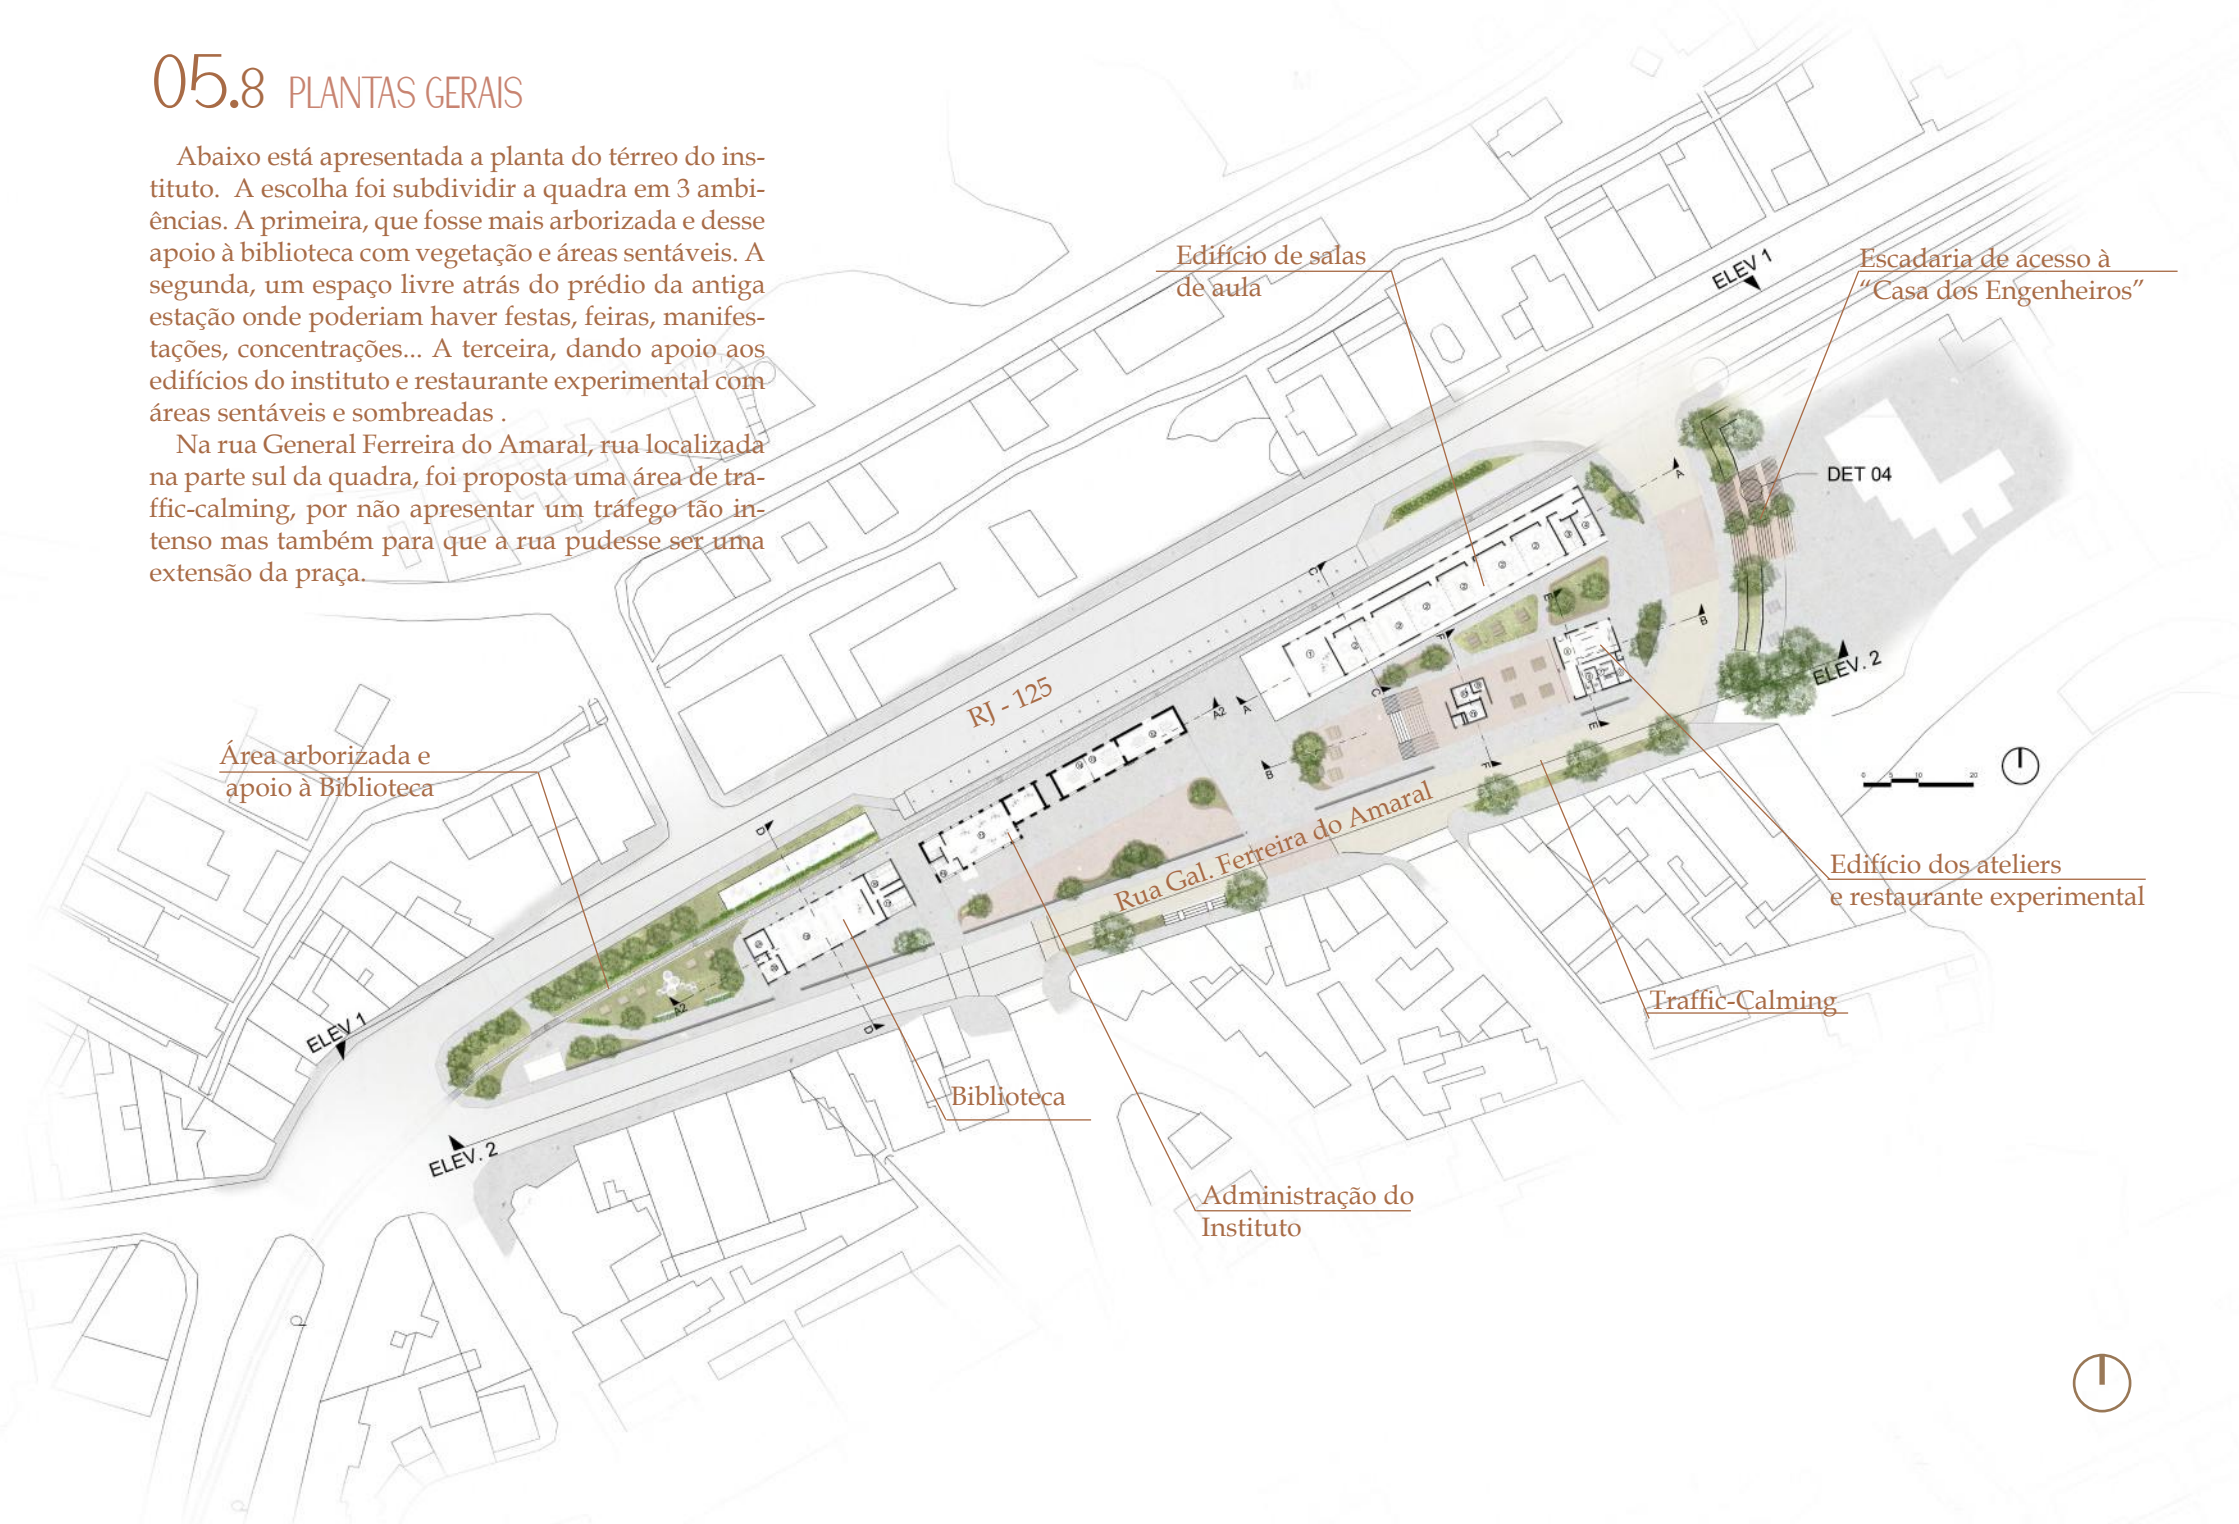 05.8 PLANTAS GERAIS
Abaixo está apresentada a planta do térreo do ins-
tituto. A escolha foi subdividir a quadra em 3 ambi-
ências. A primeira, que fosse mais arborizada e desse
apoio à biblioteca com vegetação e áreas sentáveis. A
segunda, um espaço livre atrás do prédio da antiga
estação onde poderiam haver festas, feiras, manifes-
tações, concentrações... A terceira, dando apoio aos
edifícios do instituto e restaurante experimental com
áreas sentáveis e sombreadas .
Na rua General Ferreira do Amaral, rua localizada
na parte sul da quadra, foi proposta uma área de tra-
ffic-calming, por não apresentar um tráfego tão in-
tenso mas também para que a rua pudesse ser uma
extensão da praça.
Edifício de salas
de aula
ELEV 1
Escadaria de acesso à
“Casa dos Engenheiros”
DET 04
A
C
E
B
F
ELEV. 2
RJ - 125
C
A2
A
E
Área arborizada e
apoio à Biblioteca
B
F
0
10
20
D
Rua Gal. Ferreira do Amaral
Edifício dos ateliers
e restaurante experimental
A2
Traffic-Calming
ELEV 1
D
Biblioteca
ELEV. 2
Administração do
Instituto